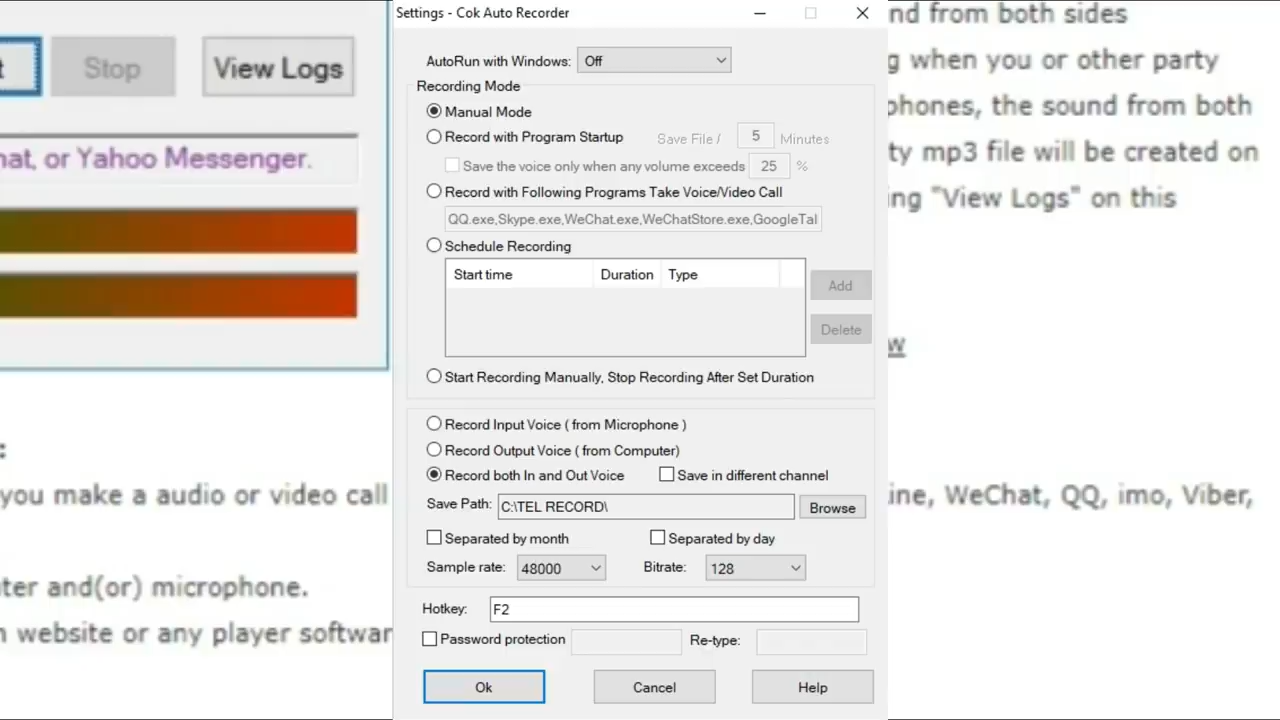 Settings - Cok Auto Recorder
AutoRun with Windows: Off
Recording Mode
Manual Mode
Record with Program Startup Save File / 5 Minutes
Save the voice only when any volume exceeds 25 %
Record with Following Programs Take Voice/Video Call
QQ.exe,Skype.exe,WeChat.exe,WeChatStore.exe,GoogleTal
Schedule Recording
Start time Duration Type
Add
Delete
Start Recording Manually, Stop Recording After Set Duration
Record Input Voice ( from Microphone )
Record Output Voice ( from Computer)
Record both In and Out Voice Save in different channel
Save Path: C:\TEL RECORD\ Browse
Separated by month Separated by day
Sample rate: 48000 Bitrate: 128
Hotkey: F2
Password protection Re-type:
Ok Cancel Help
t Stop View Logs
hat, or Yahoo Messenger.
:
you make a audio or video call
ter and(or) microphone.
n website or any player softwar
nd from both sides
g when you or other party
phones, the sound from both
ty mp3 file will be created on
ng "View Logs" on this
w
ine, WeChat, QQ, imo, Viber,